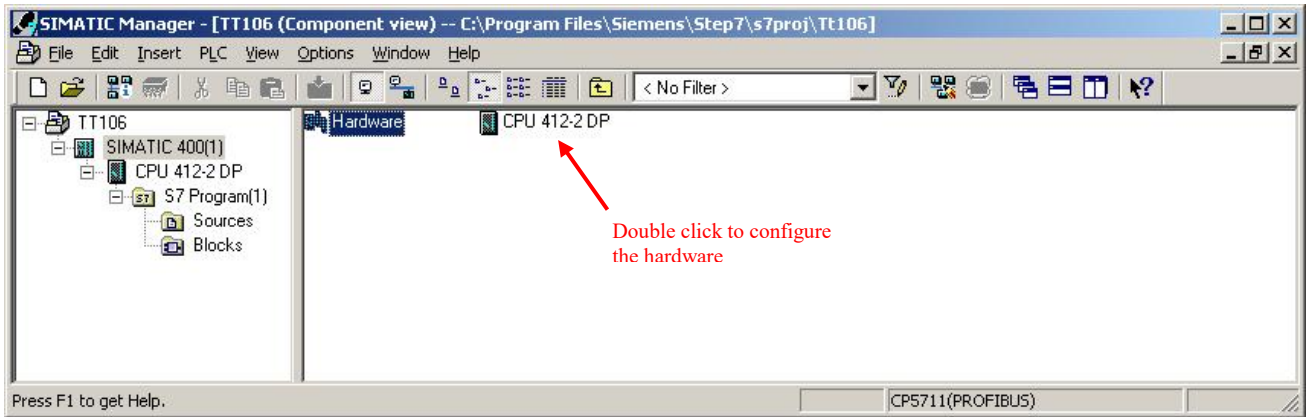 SIMATIC Manager - [TT106 (Component view) -- C:\Program Files\Siemens\Step7\s7proj\Tt106]
File Edit Insert PLC View Options Window Help
< No Filter >
TT106
SIMATIC 400(1)
CPU 412-2 DP
S7 Program(1)
Sources
Blocks
Hardware CPU 412-2 DP
Double click to configure
the hardware
Press F1 to get Help. CP5711(PROFIBUS)